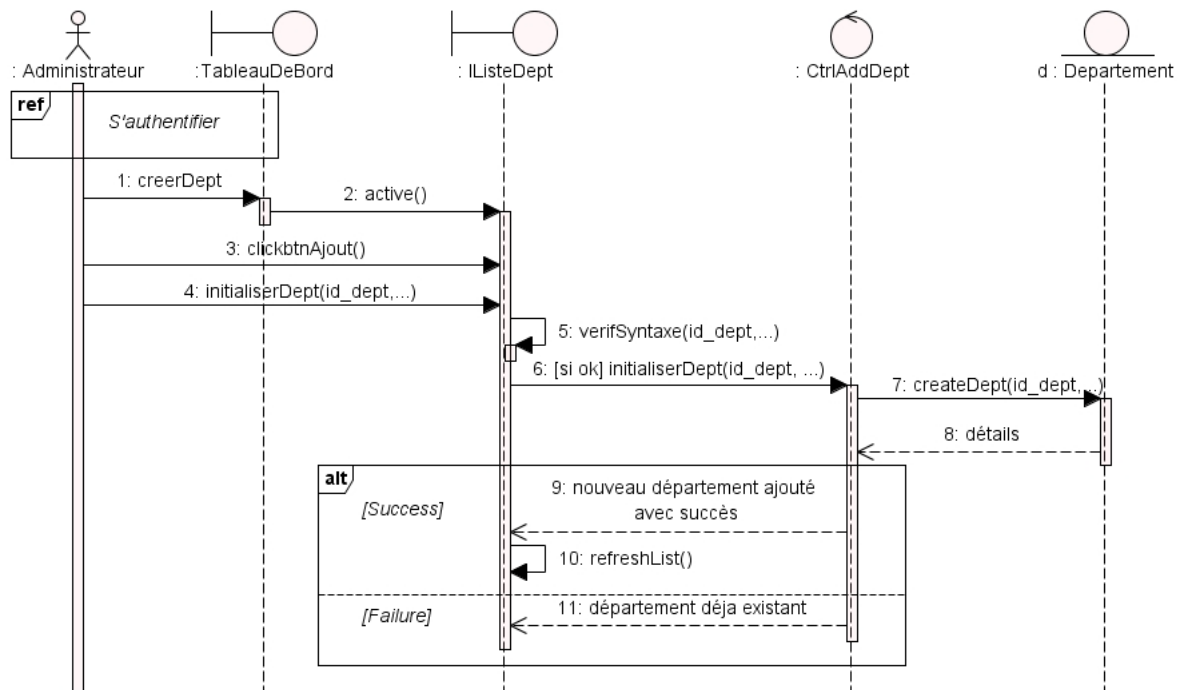 : Administrateur
:TableauDeBord
: IListeDept
: CtrlAddDept
d : Departement
ref
S'authentifier
1: creerDept
2: active()
3: clickbtnAjout()
4: initialiserDept(id_dept,...)
5: verifSyntaxe(id_dept,...)
6: [si ok] initialiserDept(id_dept, ...)
7: createDept(id_dept,...)
8: détails
alt
[Success]
9: nouveau département ajouté
avec succès
10: refreshList()
[Failure]
11: département déja existant